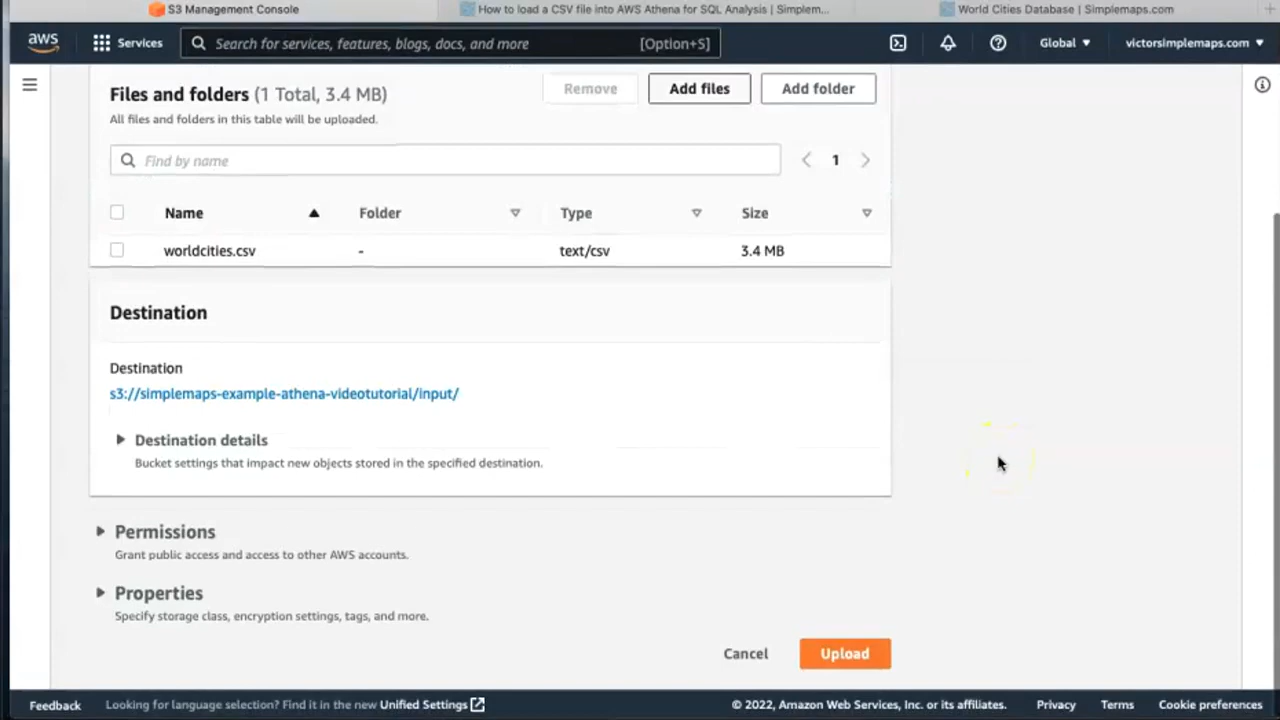 S3 Management Console
How to load a CSV file into AWS Athena for SQL Analysis | Simplem...
World Cities Database | Simplemaps.com
aws
Services
Search for services, features, blogs, docs, and more
[Option+S]
Global
victorsimplemaps.com
Files and folders (1 Total, 3.4 MB)
Remove
Add files
Add folder
All files and folders in this table will be uploaded.
Find by name
1
Name
Folder
Type
Size
worldcities.csv
-
text/csv
3.4 MB
Destination
Destination
s3://simplemaps-example-athena-videotutorial/input/
Destination details
Bucket settings that impact new objects stored in the specified destination.
Permissions
Grant public access and access to other AWS accounts.
Properties
Specify storage class, encryption settings, tags, and more.
Cancel
Upload
Feedback
Looking for language selection? Find it in the new Unified Settings
© 2022, Amazon Web Services, Inc. or its affiliates.
Privacy
Terms
Cookie preferences